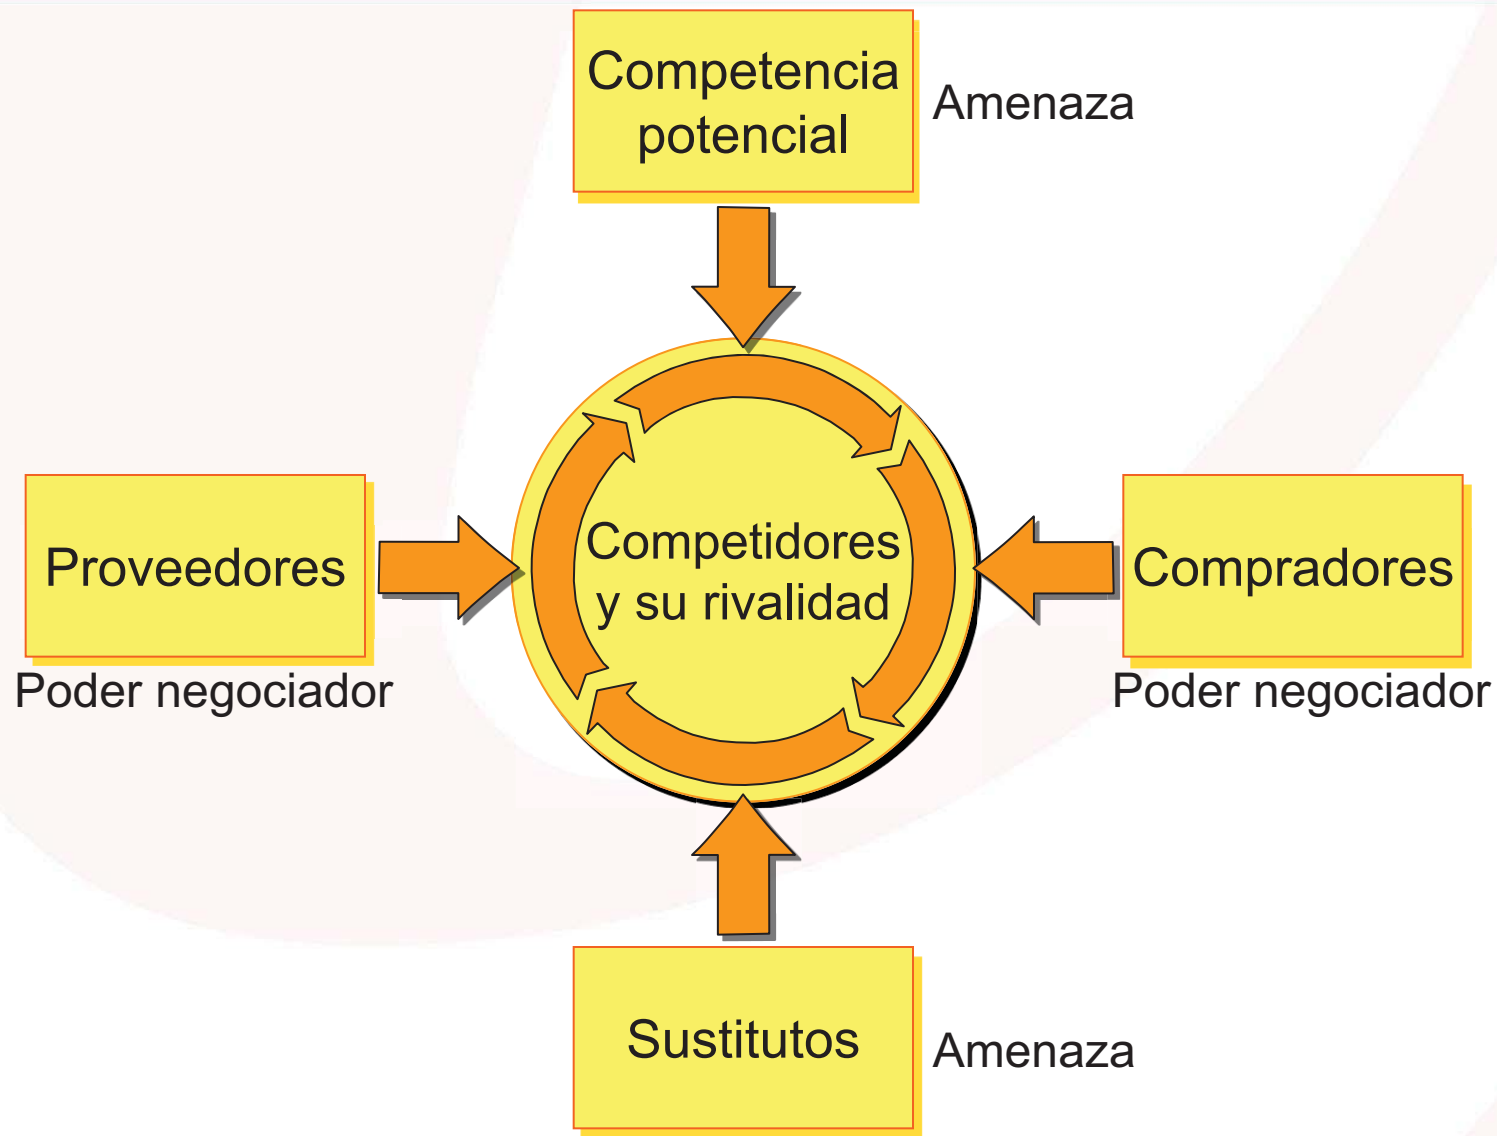 Competencia
potencial
Amenaza
Proveedores
Poder negociador
Competidores
y su rivalidad
Compradores
Poder negociador
Sustitutos
Amenaza